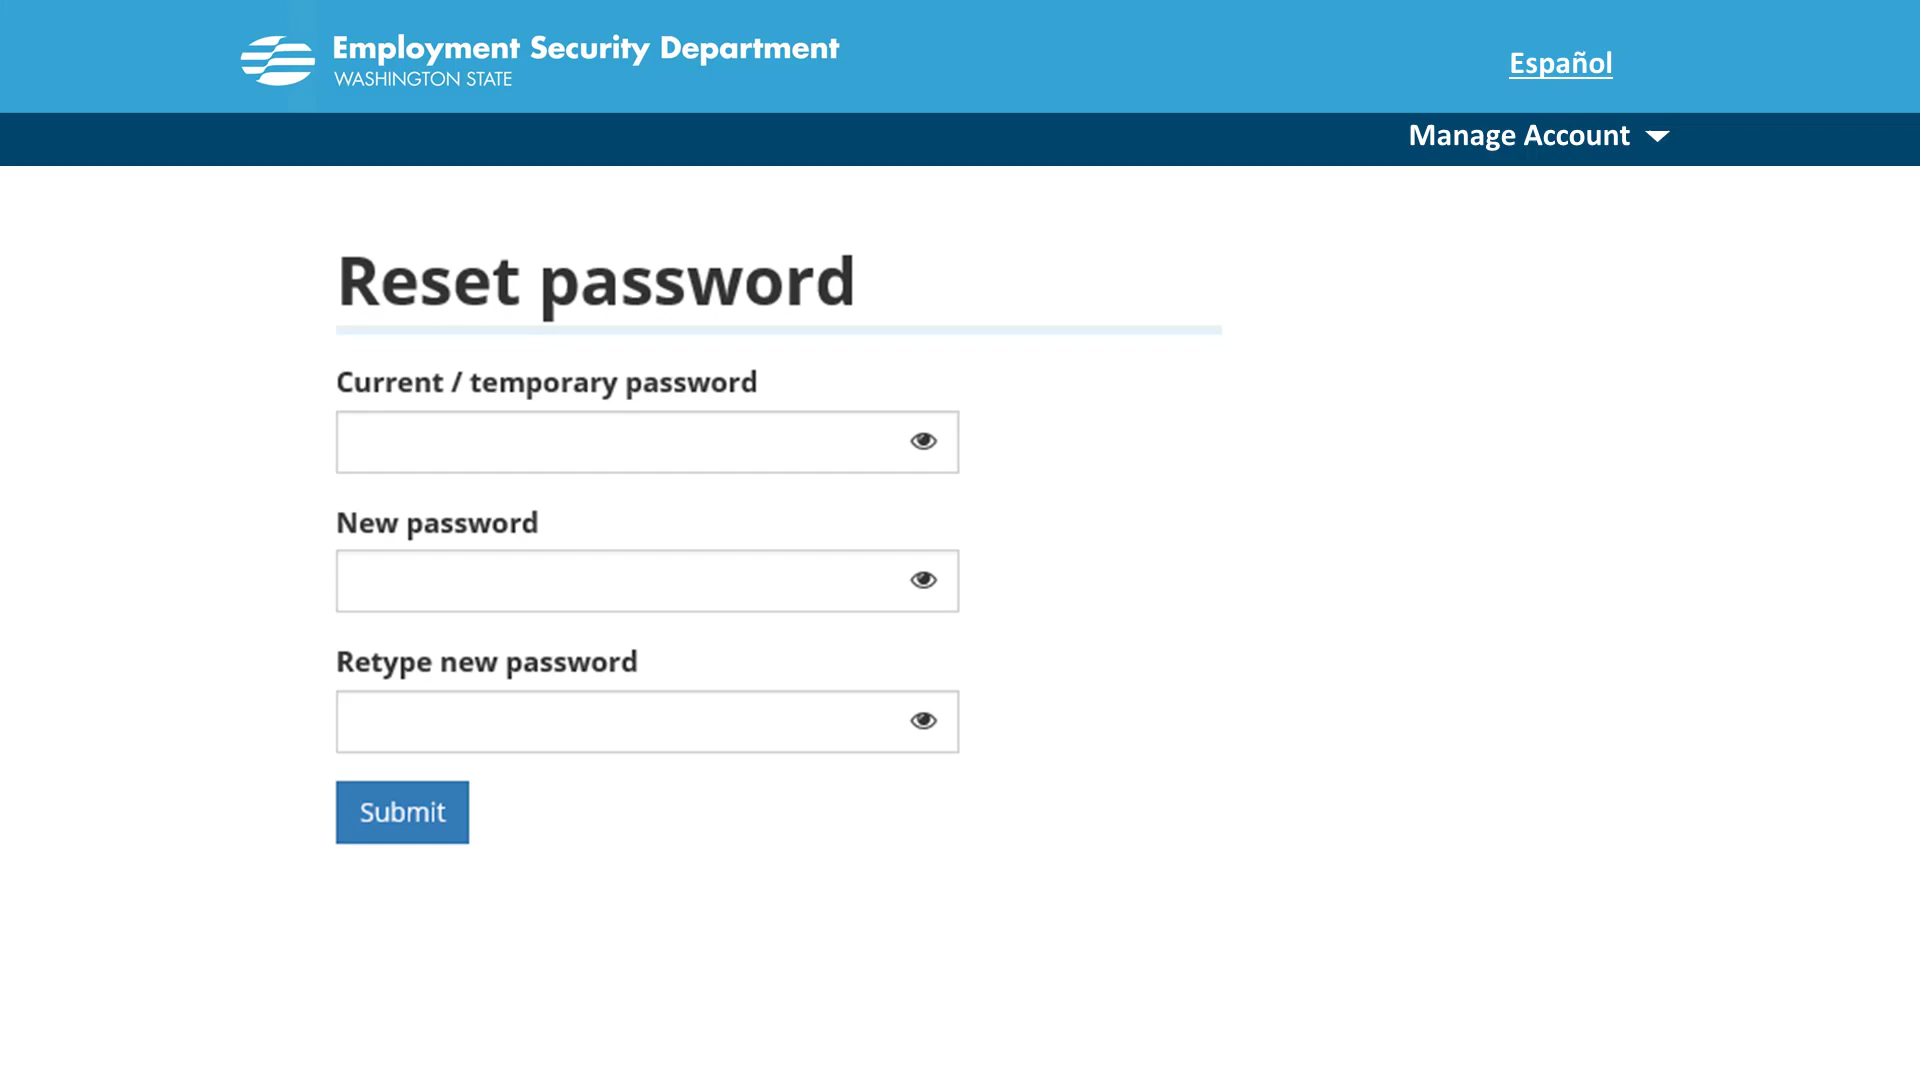 Employment Security Department
WASHINGTON STATE
Español
Manage Account
Reset password
Current / temporary password
New password
Retype new password
Submit